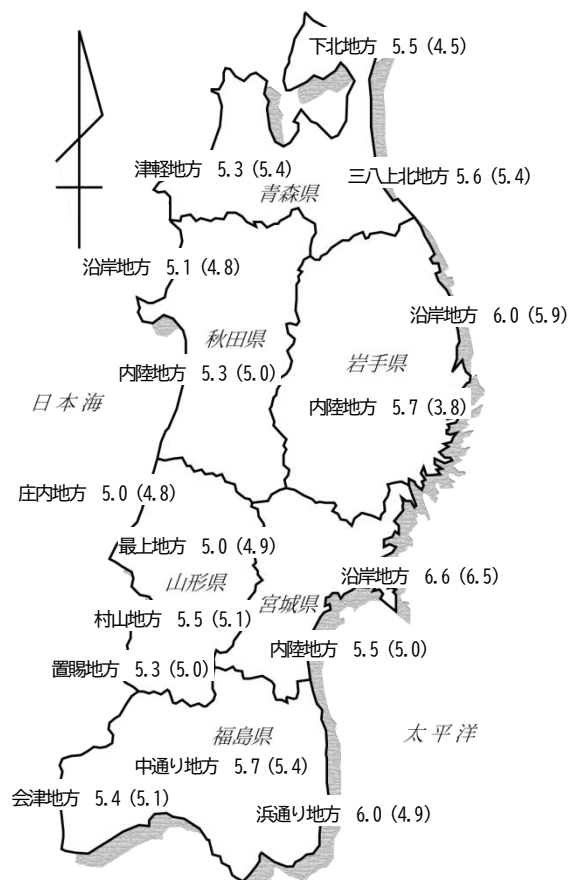 下北地方 5.5 (4.5)
津軽地方 5.3 (5.4)
三八上北地方 5.6 (5.4)
青森県
沿岸地方 5.1 (4.8)
沿岸地方 6.0 (5.9)
秋田県
岩手県
内陸地方 5.3 (5.0)
日本海
内陸地方 5.7 (3.8)
庄内地方 5.0 (4.8)
最上地方 5.0 (4.9)
沿岸地方 6.6 (6.5)
山形県
宮城県
村山地方 5.5 (5.1)
内陸地方 5.5 (5.0)
置賜地方 5.3 (5.0)
福島県
太平洋
中通り地方 5.7 (5.4)
会津地方 5.4 (5.1)
浜通り地方 6.0 (4.9)